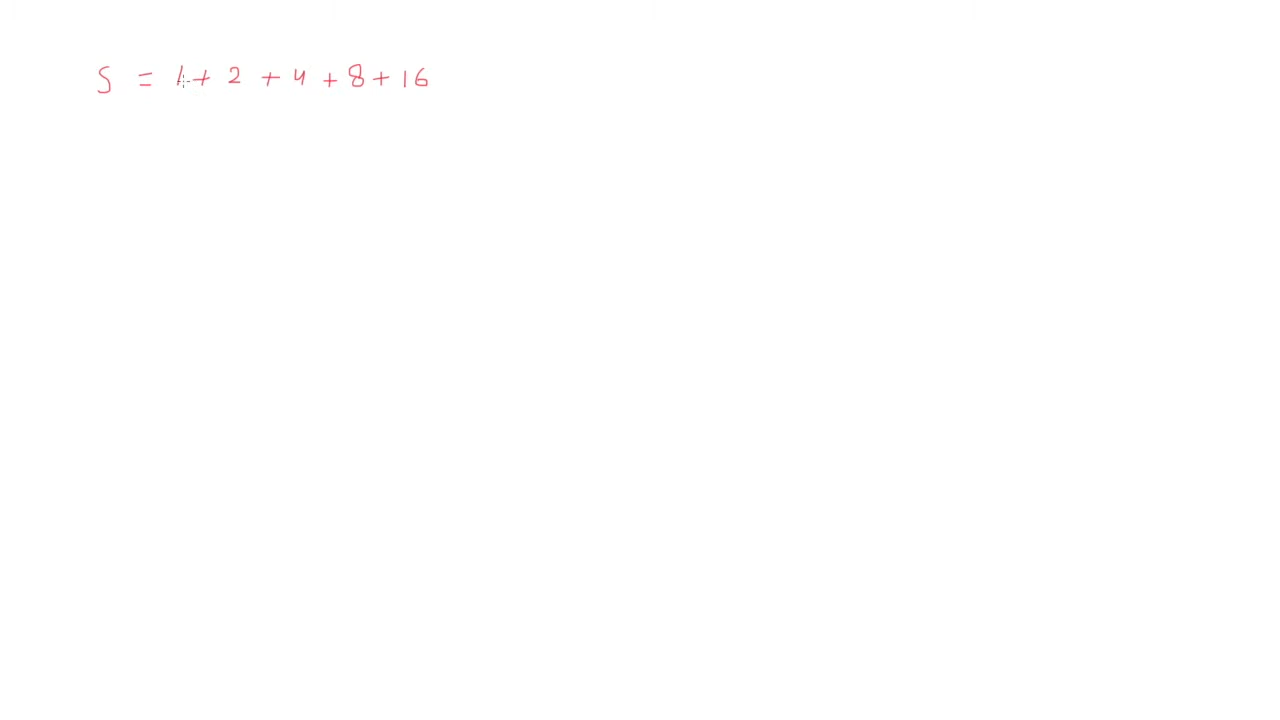 S = 1 + 2 + 4 + 8 + 16